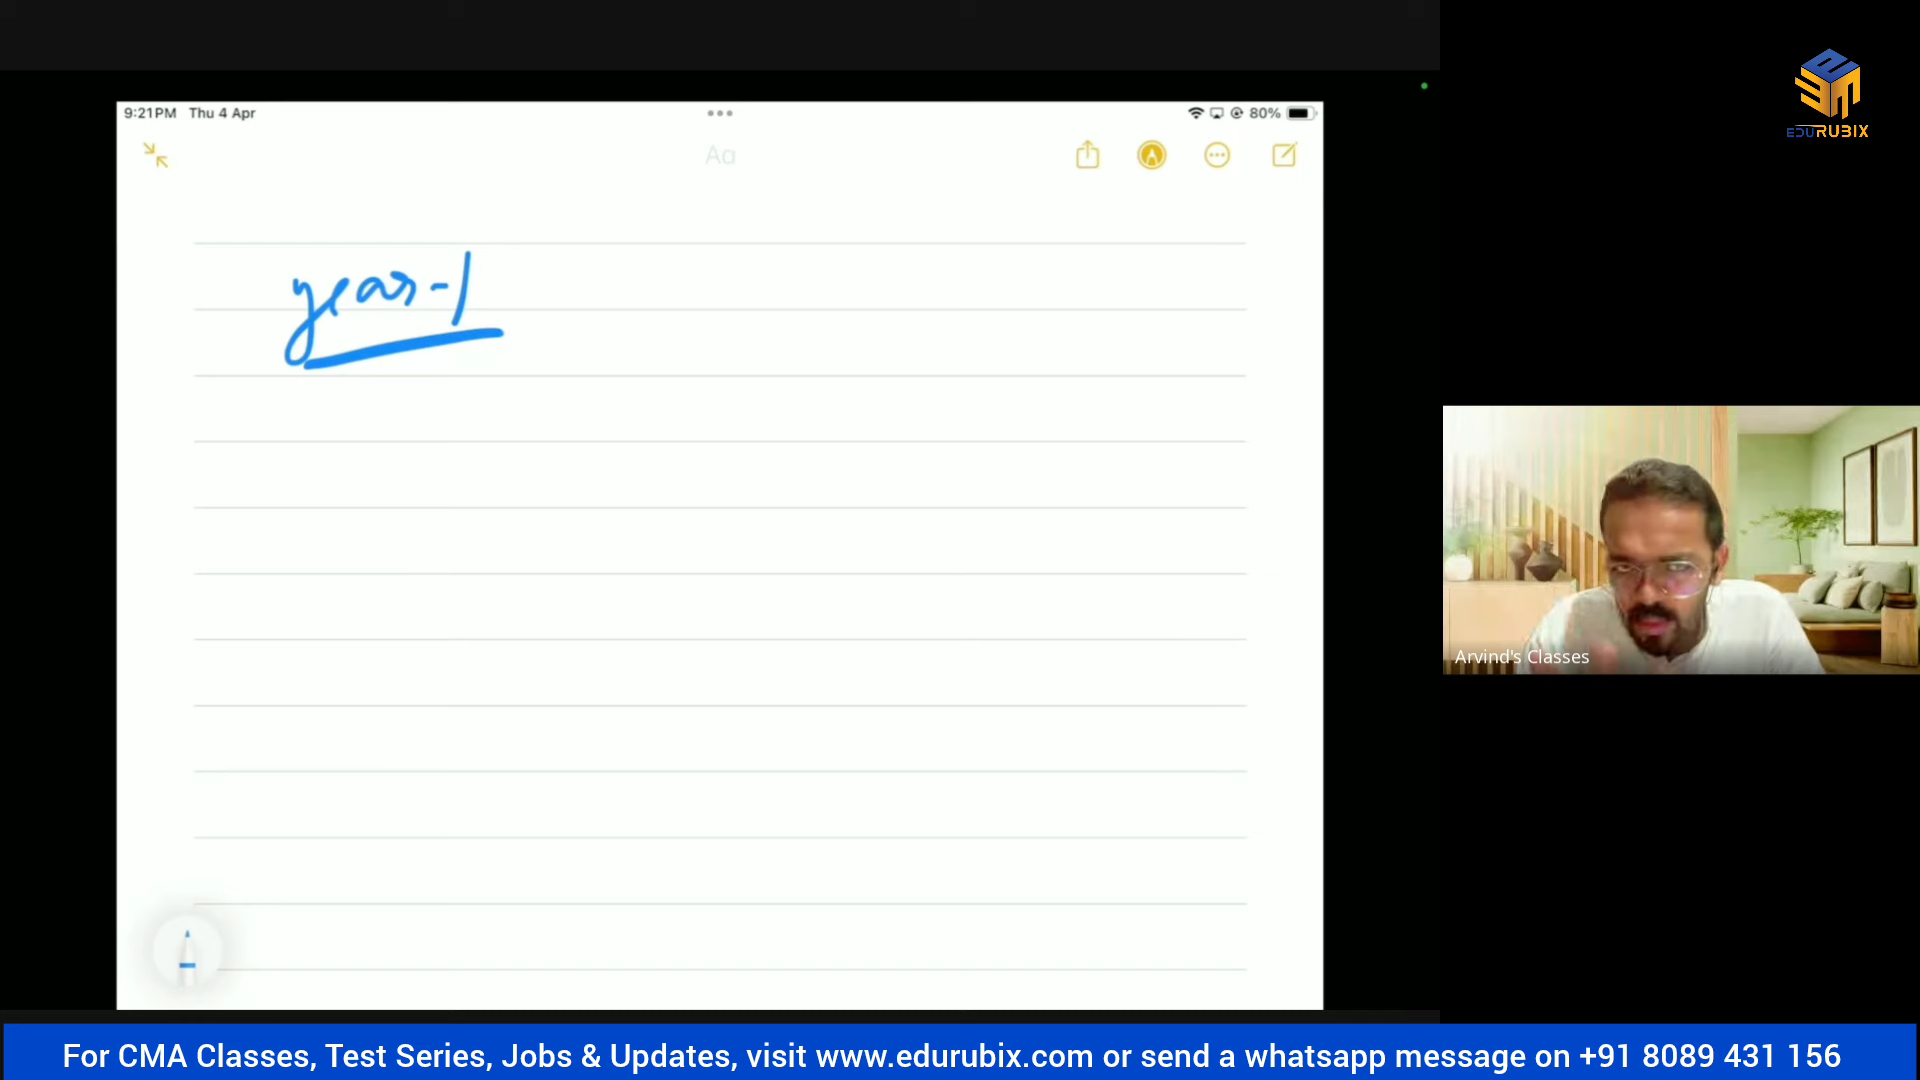 9:21PM Thu 4 Apr
80%
Aa
EDURUBIX
year-1
Arvind's Classes
For CMA Classes, Test Series, Jobs & Updates, visit www.edurubix.com or send a whatsapp message on +91 8089 431 156